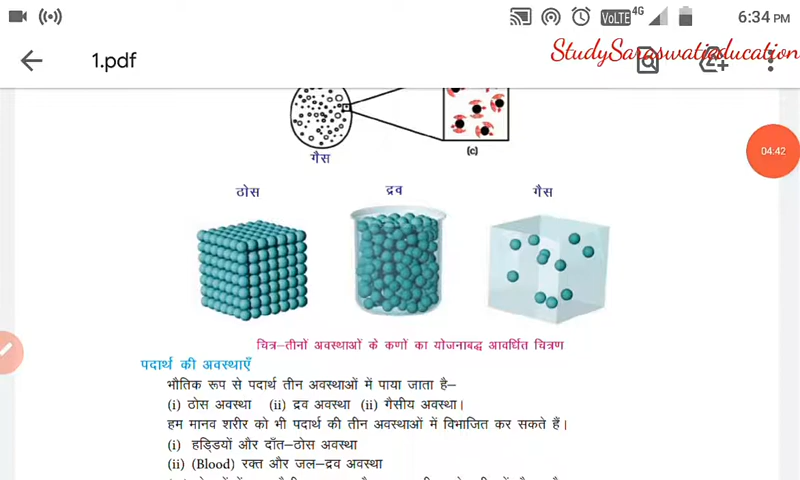 VoLTE 4G 6:34 PM
StudySaraswatieducation
1.pdf
(c)
गैस
04:42
ठोस द्रव गैस
चित्र–तीनों अवस्थाओं के कणों का योजनाबद्ध आवर्धित चित्रण
पदार्थ की अवस्थाएँ
भौतिक रूप से पदार्थ तीन अवस्थाओं में पाया जाता है–
(i) ठोस अवस्था (ii) द्रव अवस्था (ii) गैसीय अवस्था।
हम मानव शरीर को भी पदार्थ की तीन अवस्थाओं में विभाजित कर सकते हैं।
(i) हड्डियों और दाँत–ठोस अवस्था
(ii) (Blood) रक्त और जल–द्रव अवस्था